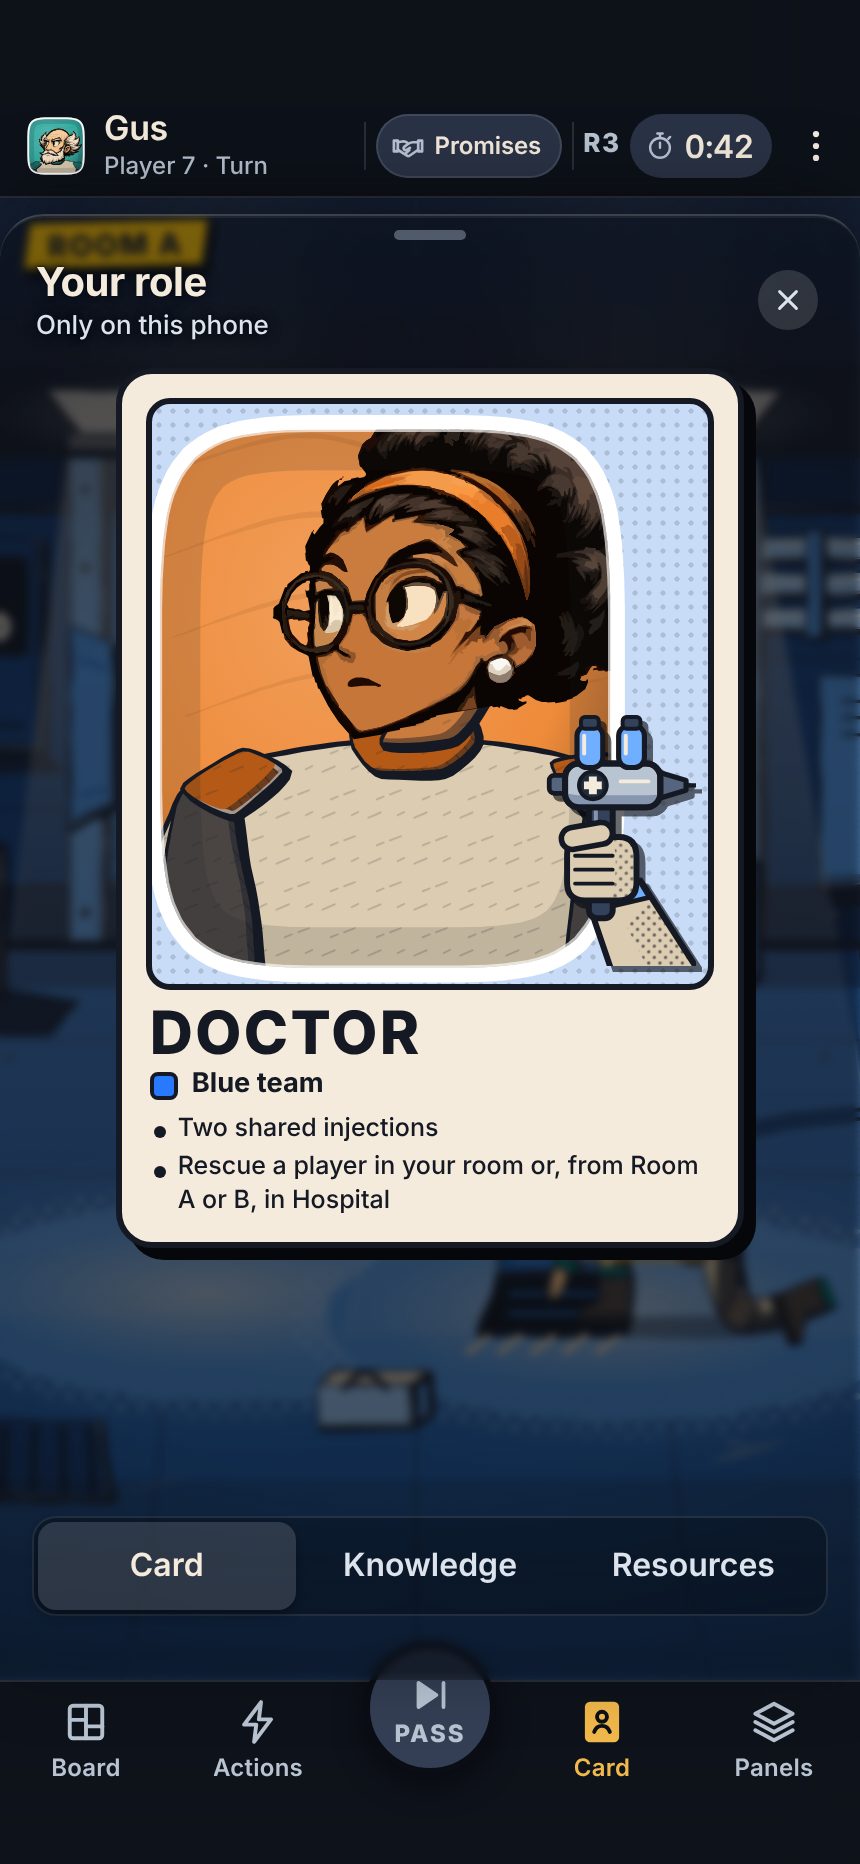 Gus
Player 7 · Turn
Promises
R3
0:42
ROOM A
Your role
Only on this phone
DOCTOR
Blue team
• Two shared injections
• Rescue a player in your room or, from Room
A or B, in Hospital
Card
Knowledge
Resources
PASS
Board
Actions
Card
Panels